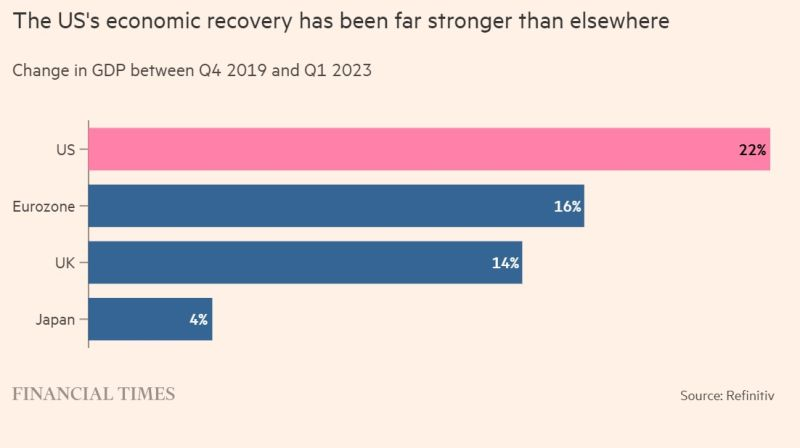 The US's economic recovery has been far stronger than elsewhere
Change in GDP between Q4 2019 and Q1 2023
US 22%
Eurozone 16%
UK 14%
Japan 4%
FINANCIAL TIMES
Source: Refinitiv